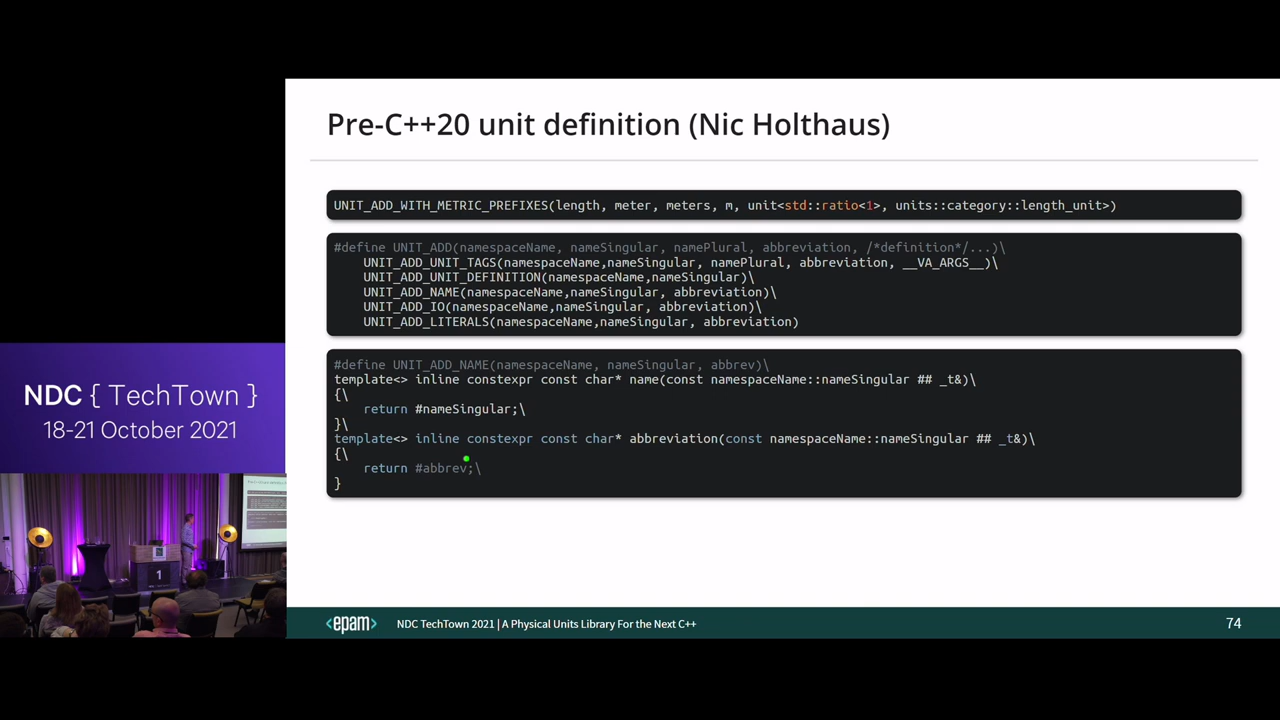 Pre-C++20 unit definition (Nic Holthaus)
UNIT_ADD_WITH_METRIC_PREFIXES(length, meter, meters, m, unit<std::ratio<1>, units::category::length_unit>)
#define UNIT_ADD(namespaceName, nameSingular, namePlural, abbreviation, /*definition*/...)\
UNIT_ADD_UNIT_TAGS(namespaceName,nameSingular, namePlural, abbreviation, __VA_ARGS__)\
UNIT_ADD_UNIT_DEFINITION(namespaceName,nameSingular)\
UNIT_ADD_NAME(namespaceName,nameSingular, abbreviation)\
UNIT_ADD_IO(namespaceName,nameSingular, abbreviation)\
UNIT_ADD_LITERALS(namespaceName,nameSingular, abbreviation)
#define UNIT_ADD_NAME(namespaceName, nameSingular, abbrev)\
template<> inline constexpr const char* name(const namespaceName::nameSingular ## _t&)\
{\
return #nameSingular;\
}\
template<> inline constexpr const char* abbreviation(const namespaceName::nameSingular ## _t&)\
{\
return #abbrev;\
}
NDC { TechTown }
18-21 October 2021
1
<epam>
NDC TechTown 2021 | A Physical Units Library For the Next C++
74